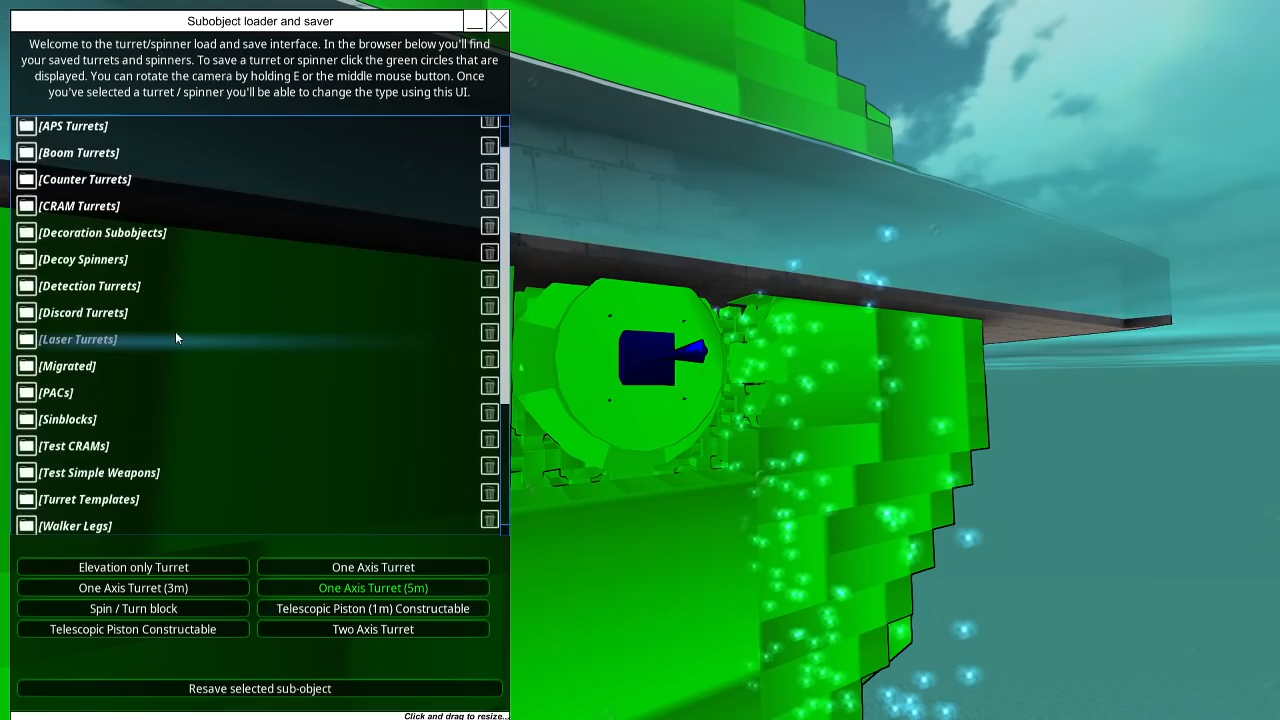 Subobject loader and saver
Welcome to the turret/spinner load and save interface. In the browser below you'll find
your saved turrets and spinners. To save a turret or spinner click the green circles that are
displayed. You can rotate the camera by holding E or the middle mouse button. Once
you've selected a turret / spinner you'll be able to change the type using this UI.
[APS Turrets]
[Boom Turrets]
[Counter Turrets]
[CRAM Turrets]
[Decoration Subobjects]
[Decoy Spinners]
[Detection Turrets]
[Discord Turrets]
[Laser Turrets]
[Migrated]
[PACs]
[Sinblocks]
[Test CRAMs]
[Test Simple Weapons]
[Turret Templates]
[Walker Legs]
Elevation only Turret
One Axis Turret
One Axis Turret (3m)
One Axis Turret (5m)
Spin / Turn block
Telescopic Piston (1m) Constructable
Telescopic Piston Constructable
Two Axis Turret
Resave selected sub-object
Click and drag to resize...